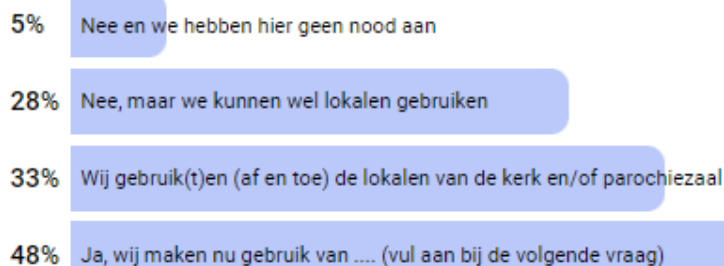 5% Nee en we hebben hier geen nood aan
28% Nee, maar we kunnen wel lokalen gebruiken
33% Wij gebruik(t)en (af en toe) de lokalen van de kerk en/of parochiezaal
48% Ja, wij maken nu gebruik van .... (vul aan bij de volgende vraag)